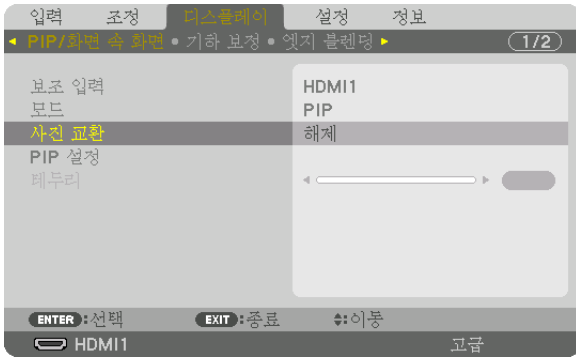 입력 조정 디스플레이 설정 정보
PIP/화면 속 화면 • 기하 보정 • 엣지 블렌딩 1/2
보조 입력 HDMI1
모드 PIP
사진 교환 해제
PIP 설정
테두리
ENTER:선택 EXIT:종료 :이동
HDMI1 고급